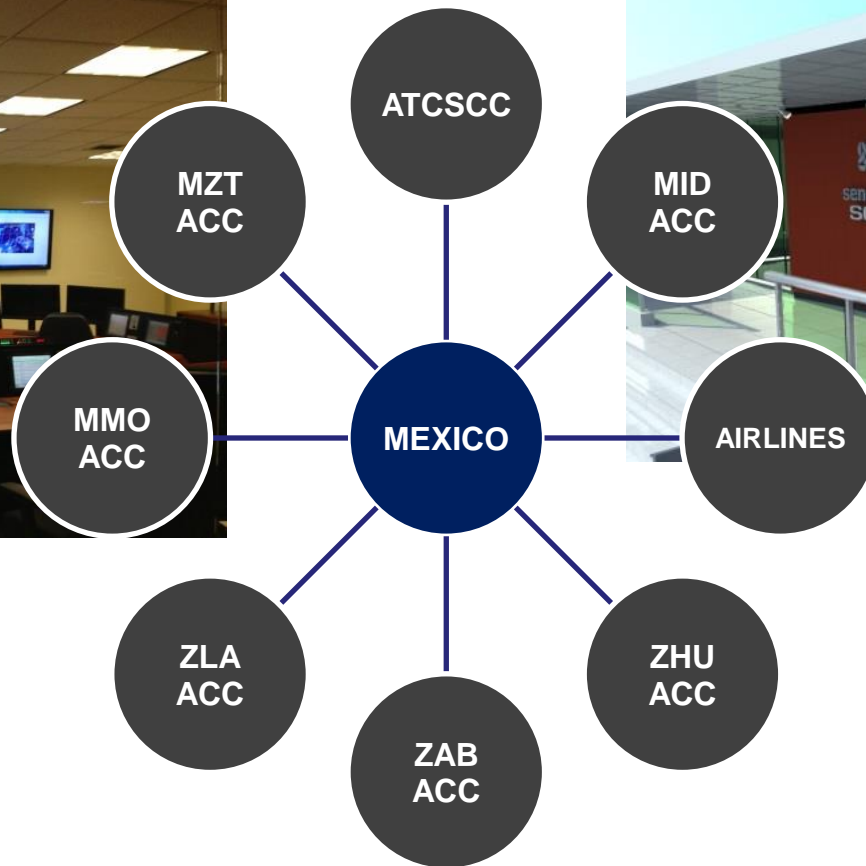 ATCSCC
MZT
ACC
MID
ACC
MMO
ACC
MEXICO
AIRLINES
ZLA
ACC
ZHU
ACC
ZAB
ACC